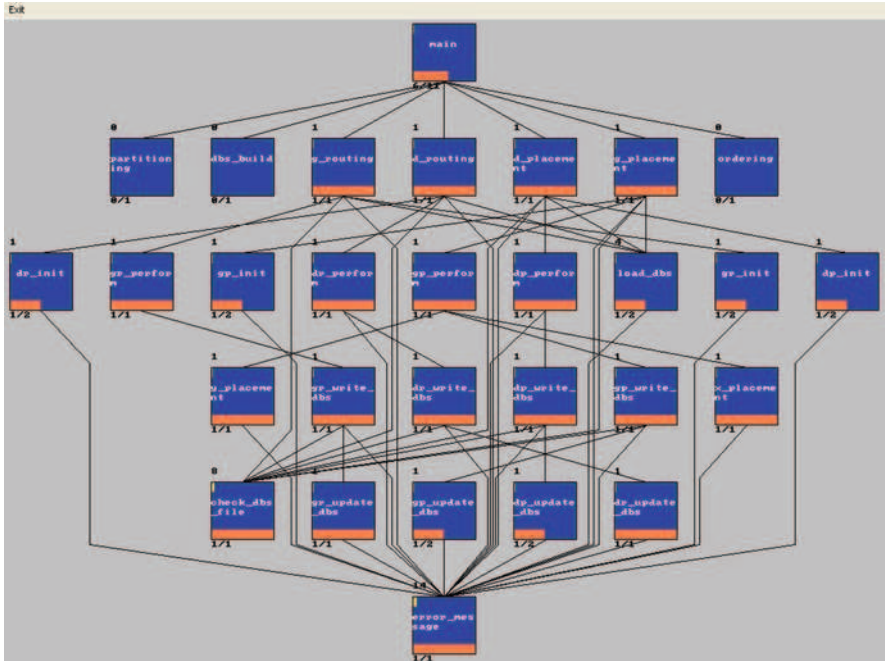 Exit
main
0
partition
ing
0/1
0
dbs_build
0/1
1
g_routing
1/1
1
d_routing
1/1
1
d_placeme
nt
1/1
1
g_placeme
nt
1/1
0
ordering
0/1
1
dr_init
1/2
1
m
1/1
1
gp_init
1/2
1
dr_perfor
m
1/1
1
gp_perfor
m
1/1
1
dp_perfor
m
1/1
4
load_dbs
1/2
1
gr_init
1/2
1
dp_init
1/2
1
y_placeme
nt
1/1
1
gr_write_
dbs
1/1
1
dr_write_
dbs
1/1
1
dp_write_
dbs
1/1
1
gp_write_
dbs
1/1
1
x_placeme
nt
1/1
8
check_dbs
_file
1/1
1
gr_update
_dbs
1/1
1
gp_update
_dbs
1/2
1
dp_update
_dbs
1/2
1
dr_update
_dbs
1/1
14
error_mes
sage
1/1